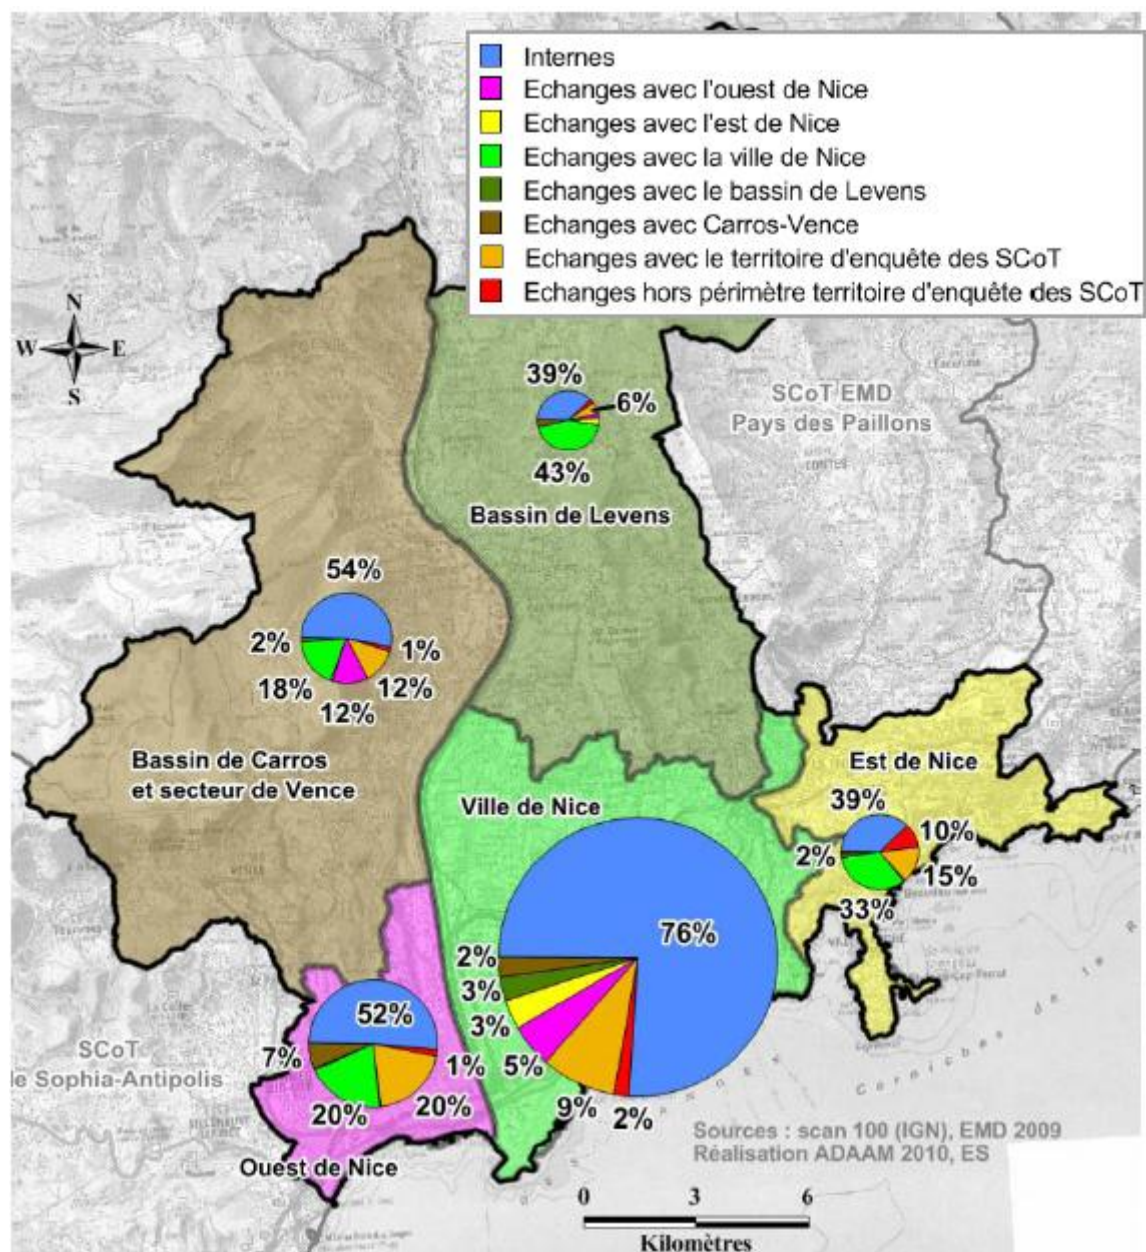 Internes
Echanges avec l'ouest de Nice
Echanges avec l'est de Nice
Echanges avec la ville de Nice
Echanges avec le bassin de Levens
Echanges avec Carros-Vence
Echanges avec le territoire d'enquête des SCoT
Echanges hors périmètre territoire d'enquête des SCoT
N
W E
S
39%
6%
43%
Bassin de Levens
SCoT EMD
Pays des Paillons
54%
2%
1%
18%
12%
12%
Bassin de Carros
et secteur de Vence
Ville de Nice
Est de Nice
39%
10%
2%
15%
33%
76%
2%
3%
3%
5%
9%
2%
52%
7%
1%
20%
20%
Ouest de Nice
SCoT
de Sophia-Antipolis
Corniches de la
Sources : scan 100 (IGN), EMD 2009
Réalisation ADAAM 2010, ES
0 3 6
Kilomètres